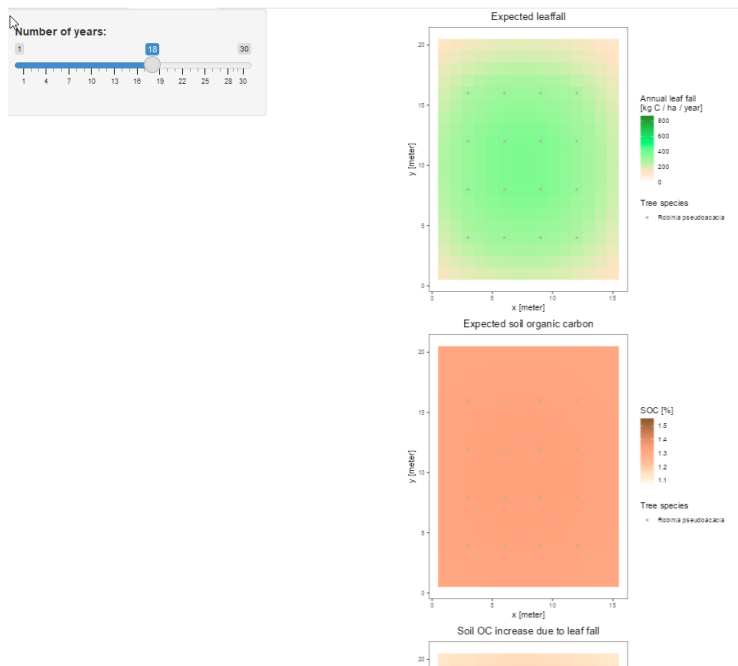 Number of years:
1 18 30
1 4 7 10 13 16 19 22 25 28 30
Expected leaffall
20
15
10
5
0
y [meter]
0 5 10 15
x [meter]
Annual leaf fall
[kg C / ha / year]
800
600
400
200
0
Tree species
Robinia pseudoacacia
Expected soil organic carbon
20
15
10
5
0
y [meter]
0 5 10 15
x [meter]
SOC [%]
1.5
1.4
1.3
1.2
1.1
Tree species
Robinia pseudoacacia
Soil OC increase due to leaf fall
20